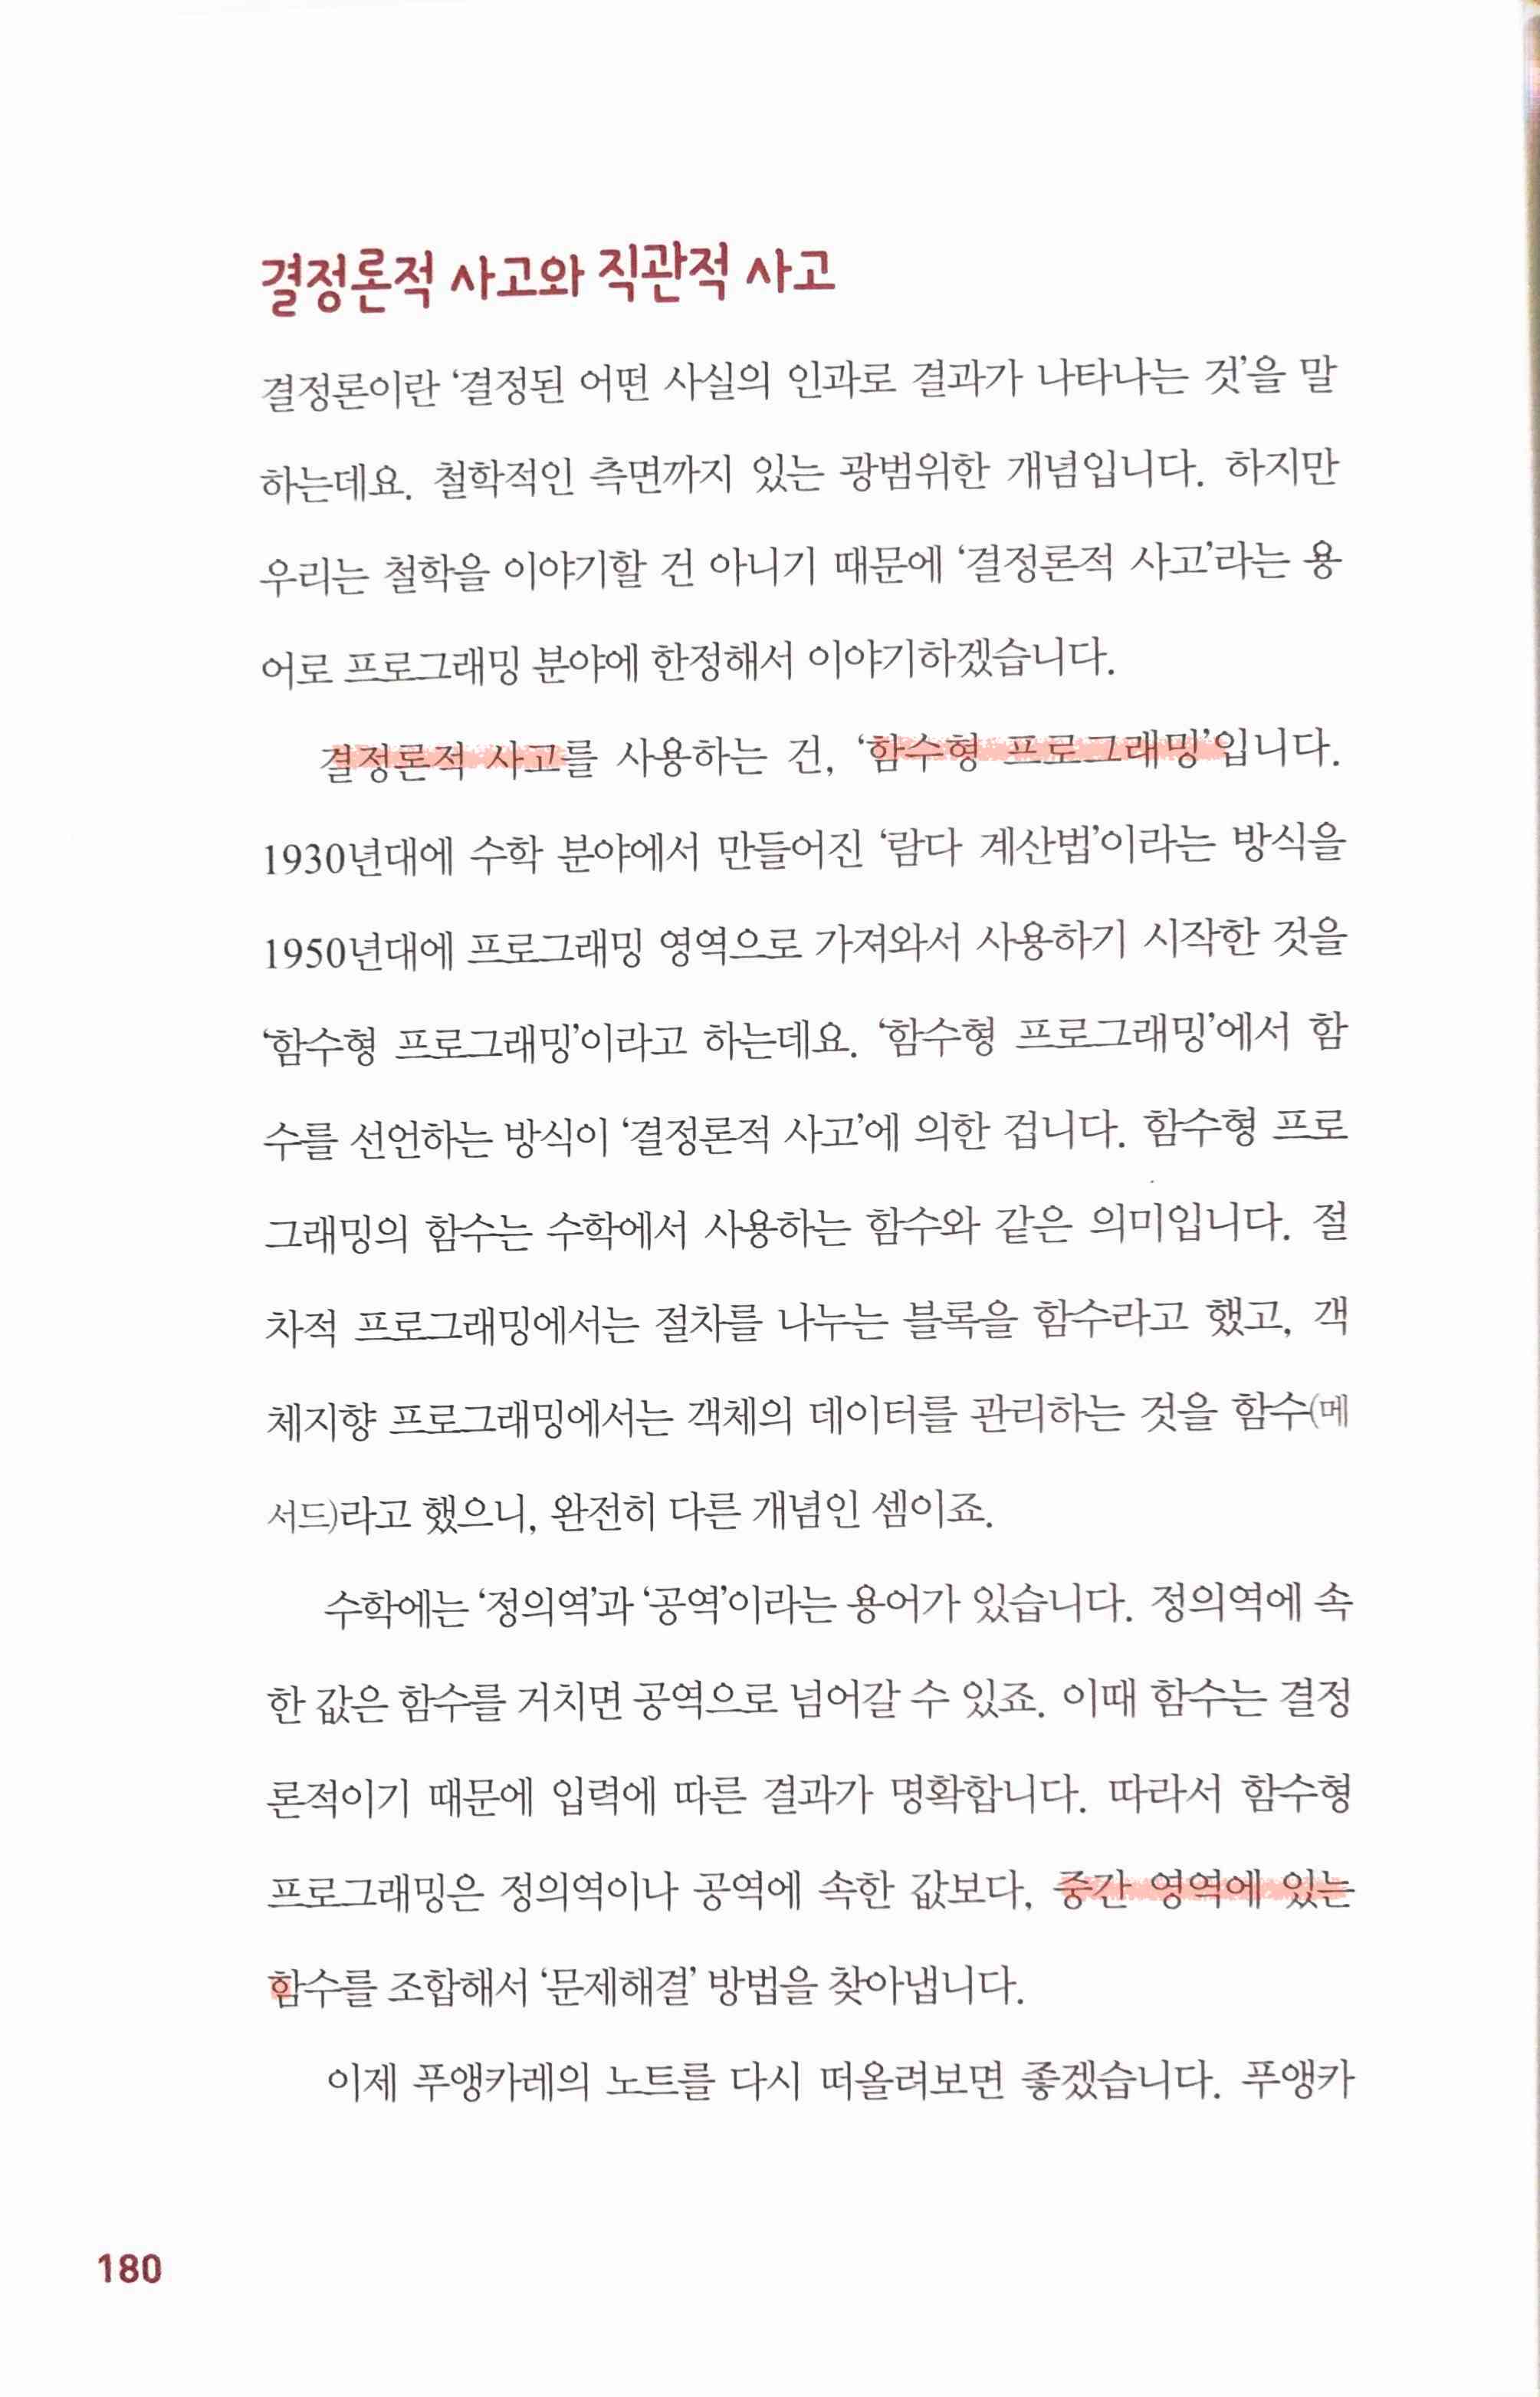 결정론적 사고와 직관적 사고
결정론이란 ‘결정된 어떤 사실의 인과로 결과가 나타나는 것’을 말
하는데요. 철학적인 측면까지 있는 광범위한 개념입니다. 하지만
우리는 철학을 이야기할 건 아니기 때문에 ‘결정론적 사고’라는 용
어로 프로그래밍 분야에 한정해서 이야기하겠습니다.
결정론적 사고를 사용하는 건, ‘함수형 프로그래밍’입니다.
1930년대에 수학 분야에서 만들어진 ‘람다 계산법’이라는 방식을
1950년대에 프로그래밍 영역으로 가져와서 사용하기 시작한 것을
‘함수형 프로그래밍’이라고 하는데요. ‘함수형 프로그래밍’에서 함
수를 선언하는 방식이 ‘결정론적 사고’에 의한 겁니다. 함수형 프로
그래밍의 함수는 수학에서 사용하는 함수와 같은 의미입니다. 절
차적 프로그래밍에서는 절차를 나누는 블록을 함수라고 했고, 객
체지향 프로그래밍에서는 객체의 데이터를 관리하는 것을 함수(메
서드)라고 했으니, 완전히 다른 개념인 셈이죠.
수학에는 ‘정의역’과 ‘공역’이라는 용어가 있습니다. 정의역에 속
한 값은 함수를 거치면 공역으로 넘어갈 수 있죠. 이때 함수는 결정
론적이기 때문에 입력에 따른 결과가 명확합니다. 따라서 함수형
프로그래밍은 정의역이나 공역에 속한 값보다, 중간 영역에 있는
함수를 조합해서 ‘문제해결’ 방법을 찾아냅니다.
이제 푸앵카레의 노트를 다시 떠올려보면 좋겠습니다. 푸앵카
180